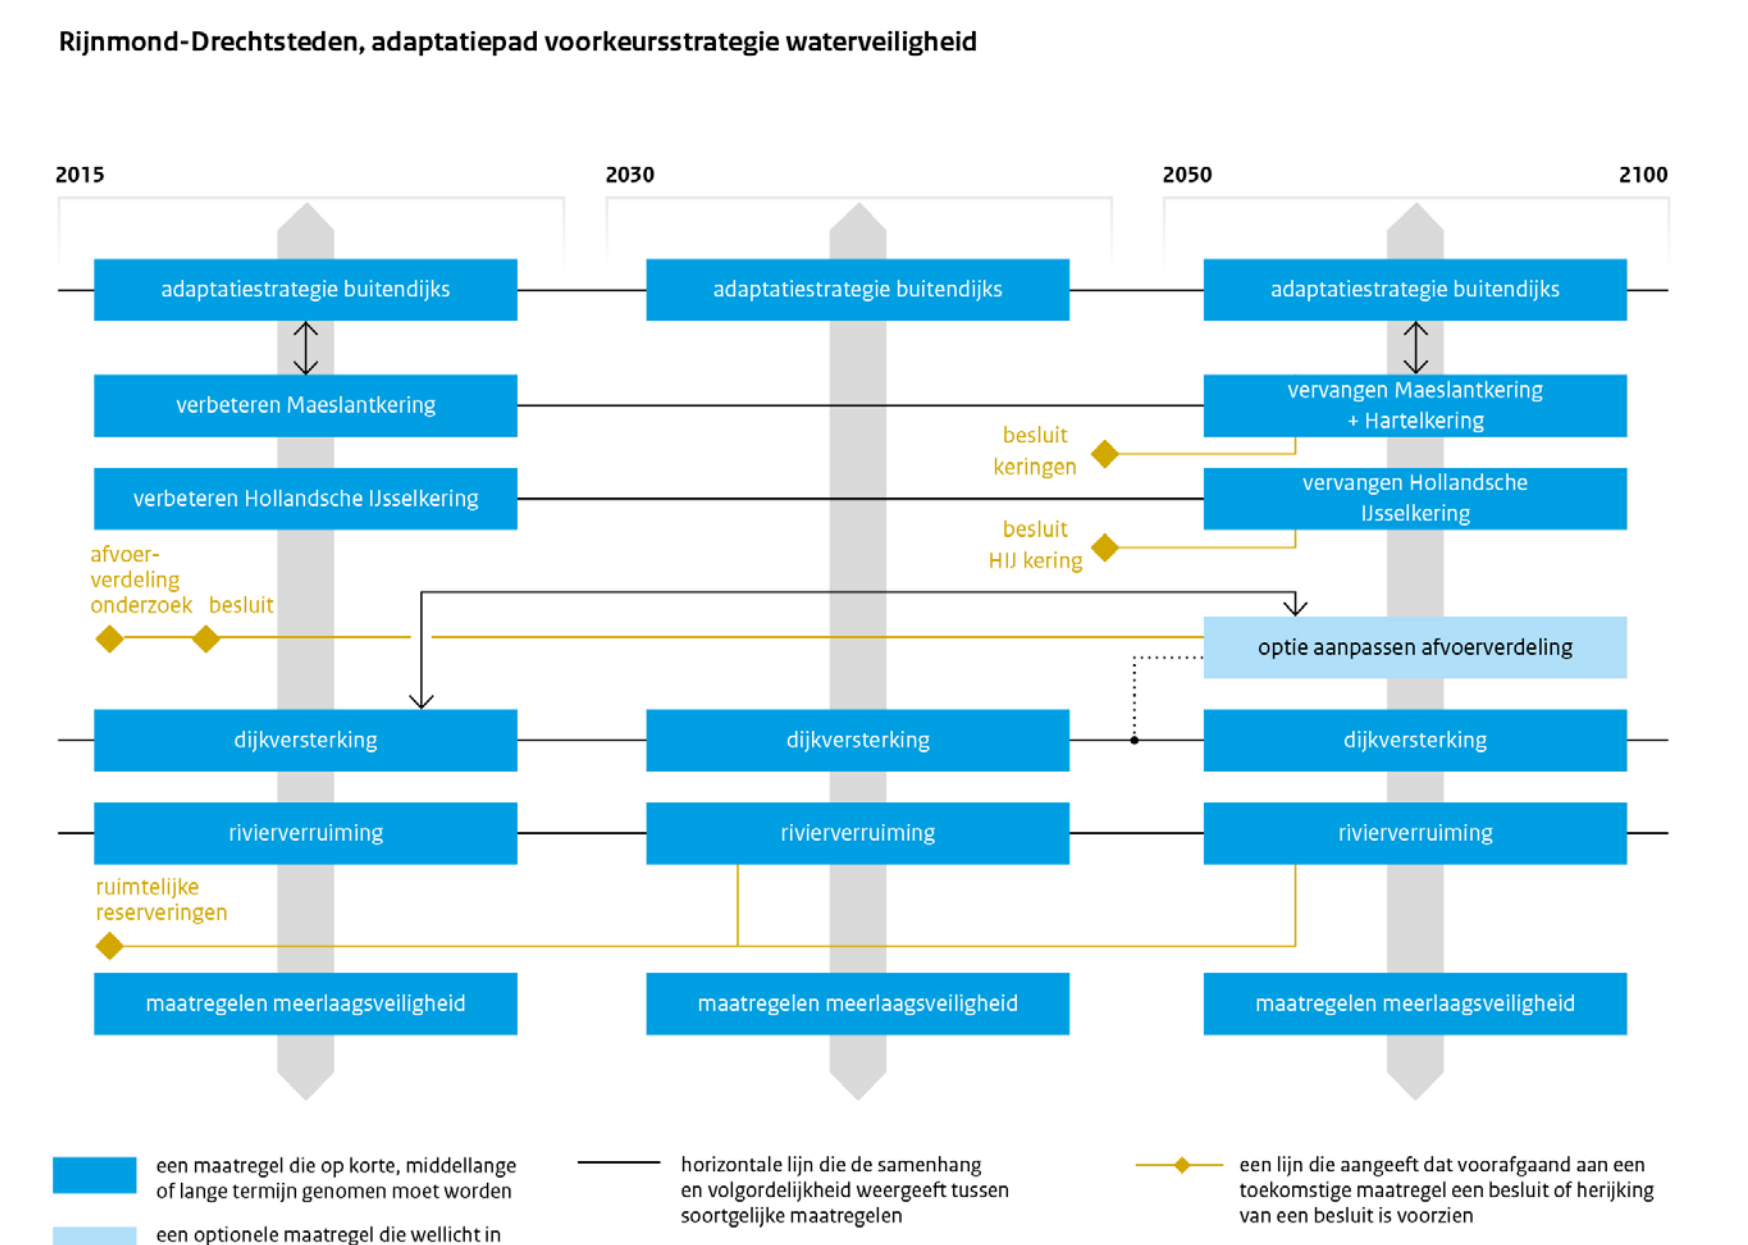 Rijnmond-Drechtsteden, adaptatiepad voorkeursstrategie waterveiligheid
2015
2030
2050
2100
adaptatiestrategie buitendijks
adaptatiestrategie buitendijks
adaptatiestrategie buitendijks
verbeteren Maeslantkering
vervangen Maeslantkering
+ Hartelkering
besluit
keringen
verbeteren Hollandsche IJsselkering
vervangen Hollandsche
IJsselkering
besluit
HIJ kering
afvoer-
verdeling
onderzoek
besluit
optie aanpassen afvoerverdeling
dijkversterking
dijkversterking
dijkversterking
rivierverruiming
rivierverruiming
rivierverruiming
ruimtelijke
reserveringen
maatregelen meerlaagsveiligheid
maatregelen meerlaagsveiligheid
maatregelen meerlaagsveiligheid
een maatregel die op korte, middellange
of lange termijn genomen moet worden
een optionele maatregel die wellicht in
horizontale lijn die de samenhang
en volgordelijkheid weergeeft tussen
soortgelijke maatregelen
een lijn die aangeeft dat voorafgaand aan een
toekomstige maatregel een besluit of herijking
van een besluit is voorzien